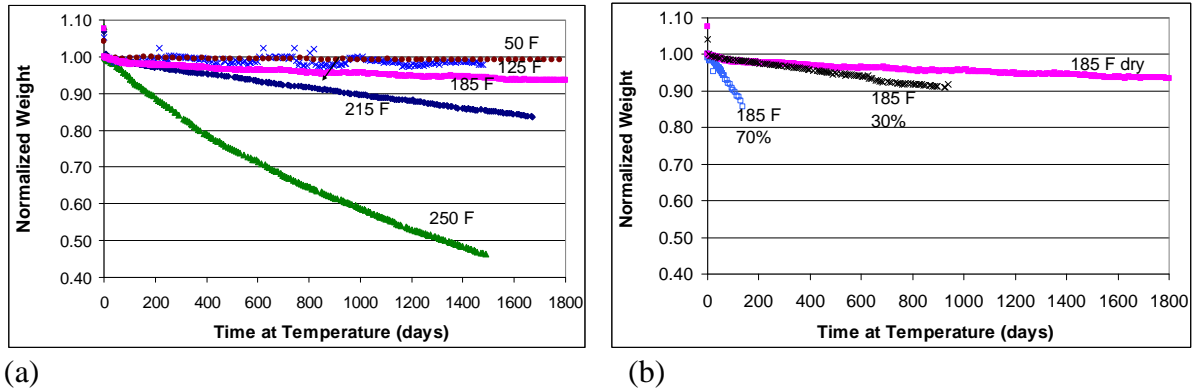 1.10
1.00
0.90
0.80
0.70
0.60
0.50
0.40
Normalized Weight
0 200 400 600 800 1000 1200 1400 1600 1800
Time at Temperature (days)
50 F
125 F
185 F
215 F
250 F
(a)
1.10
1.00
0.90
0.80
0.70
0.60
0.50
0.40
Normalized Weight
0 200 400 600 800 1000 1200 1400 1600 1800
Time at Temperature (days)
185 F dry
185 F
30%
185 F
70%
(b)